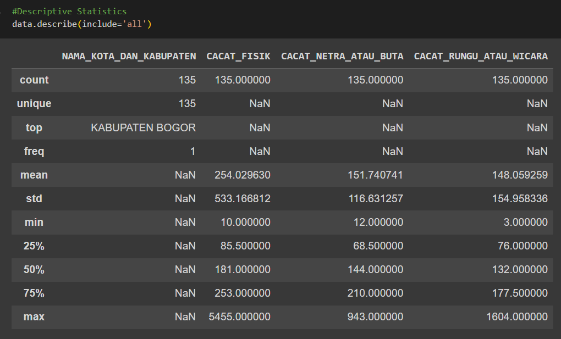 #Descriptive Statistics
data.describe(include='all')
NAMA_KOTA_DAN_KABUPATEN CACAT_FISIK CACAT_NETRA_ATAU_BUTA CACAT_RUNGU_ATAU_WICARA
count 135 135.000000 135.000000 135.000000
unique 135 NaN NaN NaN
top KABUPATEN BOGOR NaN NaN NaN
freq 1 NaN NaN NaN
mean NaN 254.029630 151.740741 148.059259
std NaN 533.166812 116.631257 154.958336
min NaN 10.000000 12.000000 3.000000
25% NaN 85.500000 68.500000 76.000000
50% NaN 181.000000 144.000000 132.000000
75% NaN 253.000000 210.000000 177.500000
max NaN 5455.000000 943.000000 1604.000000